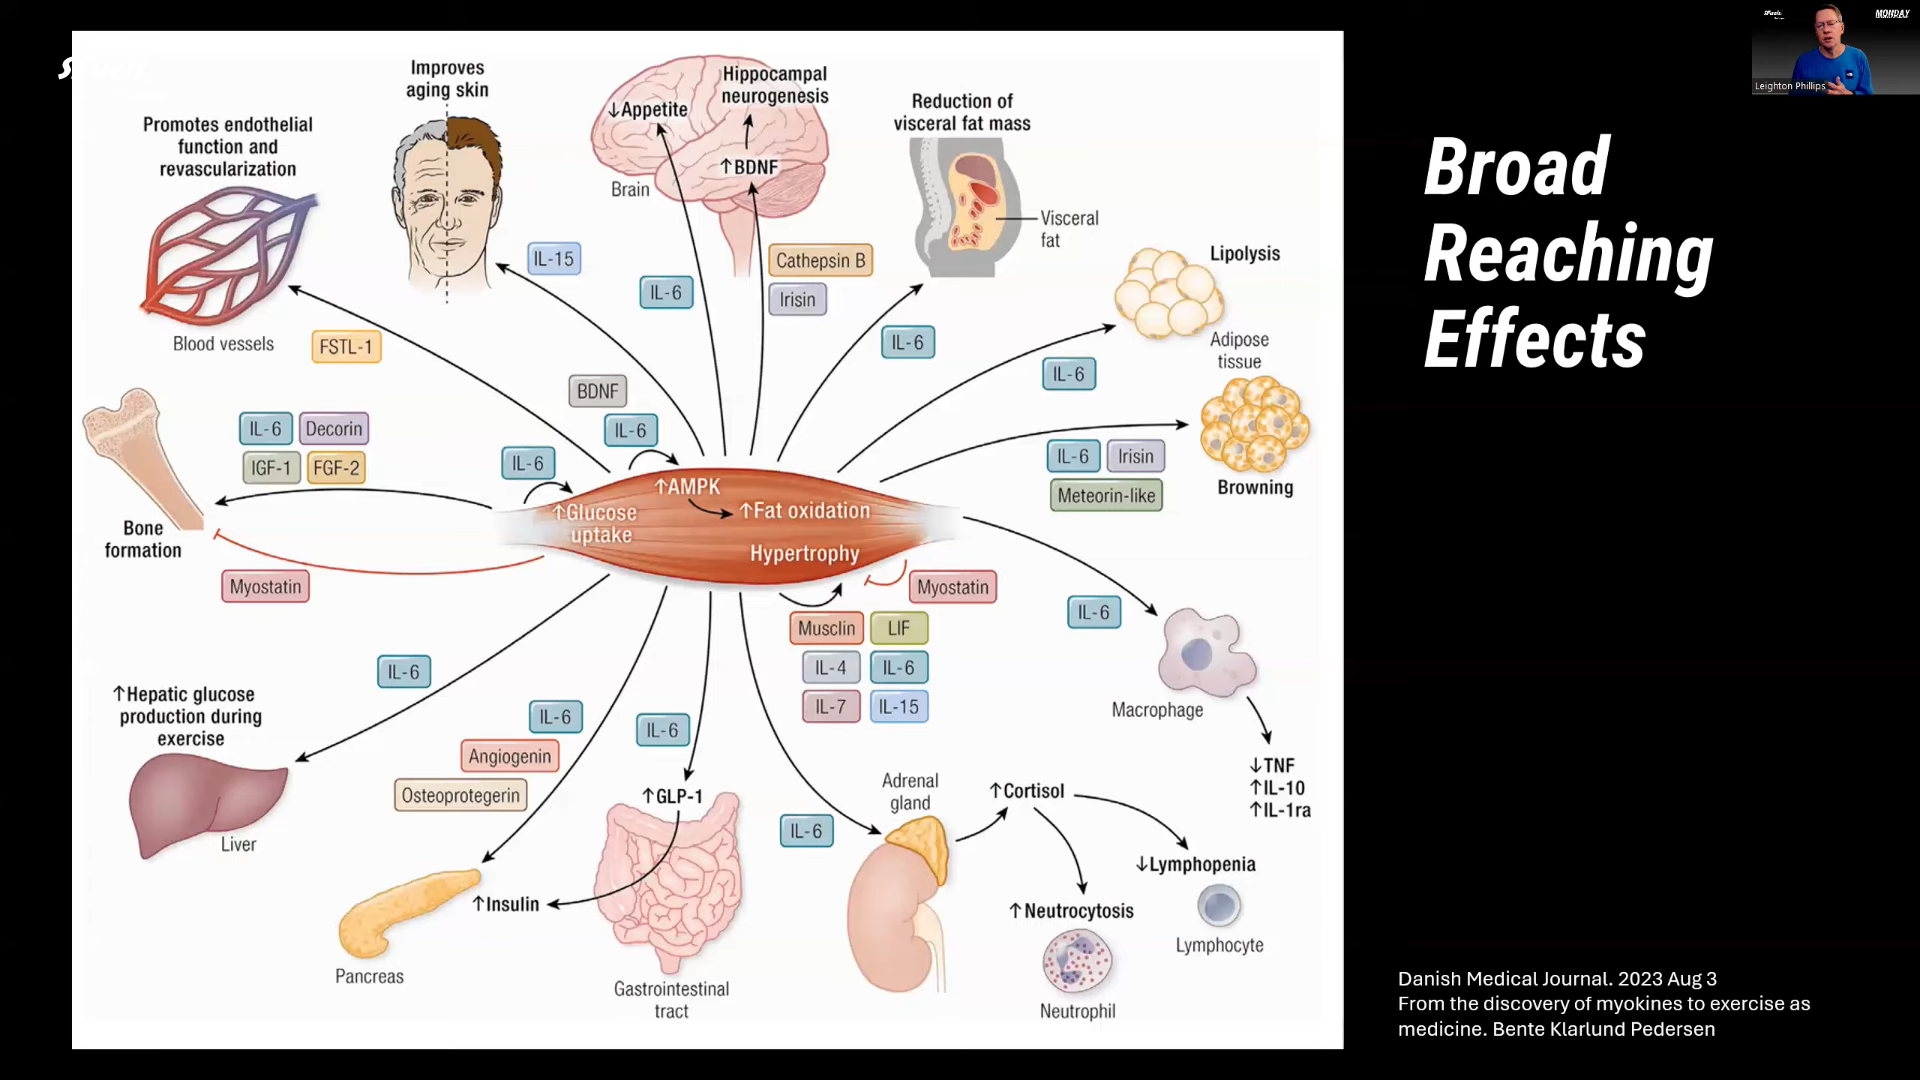 Improves
aging skin
Promotes endothelial
function and
revascularization
Blood vessels
FSTL-1
IL-15
↓Appetite
Hippocampal
neurogenesis
↑BDNF
Brain
IL-6
Cathepsin B
Irisin
Reduction of
visceral fat mass
Visceral
fat
IL-6
Lipolysis
Adipose
tissue
IL-6
IL-6 Irisin
Meteorin-like
Browning
BDNF
IL-6
IL-6
IL-6 Decorin
IGF-1 FGF-2
Bone
formation
Myostatin
↑Glucose
uptake
↑AMPK
↑Fat oxidation
Hypertrophy
Myostatin
Musclin LIF
IL-4 IL-6
IL-7 IL-15
IL-6
Macrophage
↓TNF
↑IL-10
↑IL-1ra
IL-6
↑Hepatic glucose
production during
exercise
Liver
IL-6
Angiogenin
Osteoprotegerin
Pancreas
↑Insulin
IL-6
↑GLP-1
Gastrointestinal
tract
IL-6
Adrenal
gland
↑Cortisol
↓Lymphopenia
Lymphocyte
↑Neutrocytosis
Neutrophil
MONDAY
Leighton Phillips
Broad
Reaching
Effects
Danish Medical Journal. 2023 Aug 3
From the discovery of myokines to exercise as
medicine. Bente Klarlund Pedersen